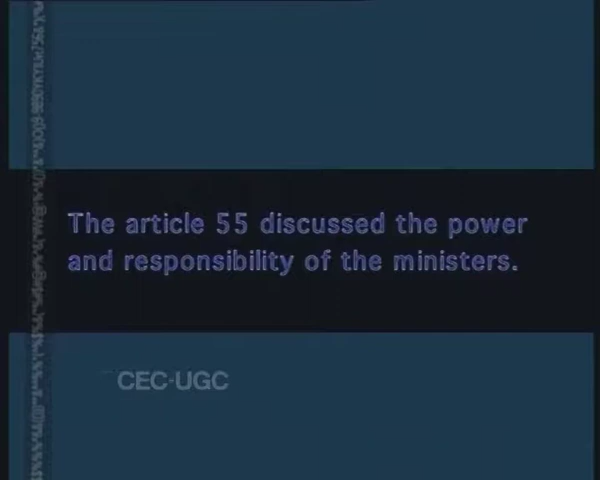 The article 55 discussed the power
and responsibility of the ministers.
CEC-UGC